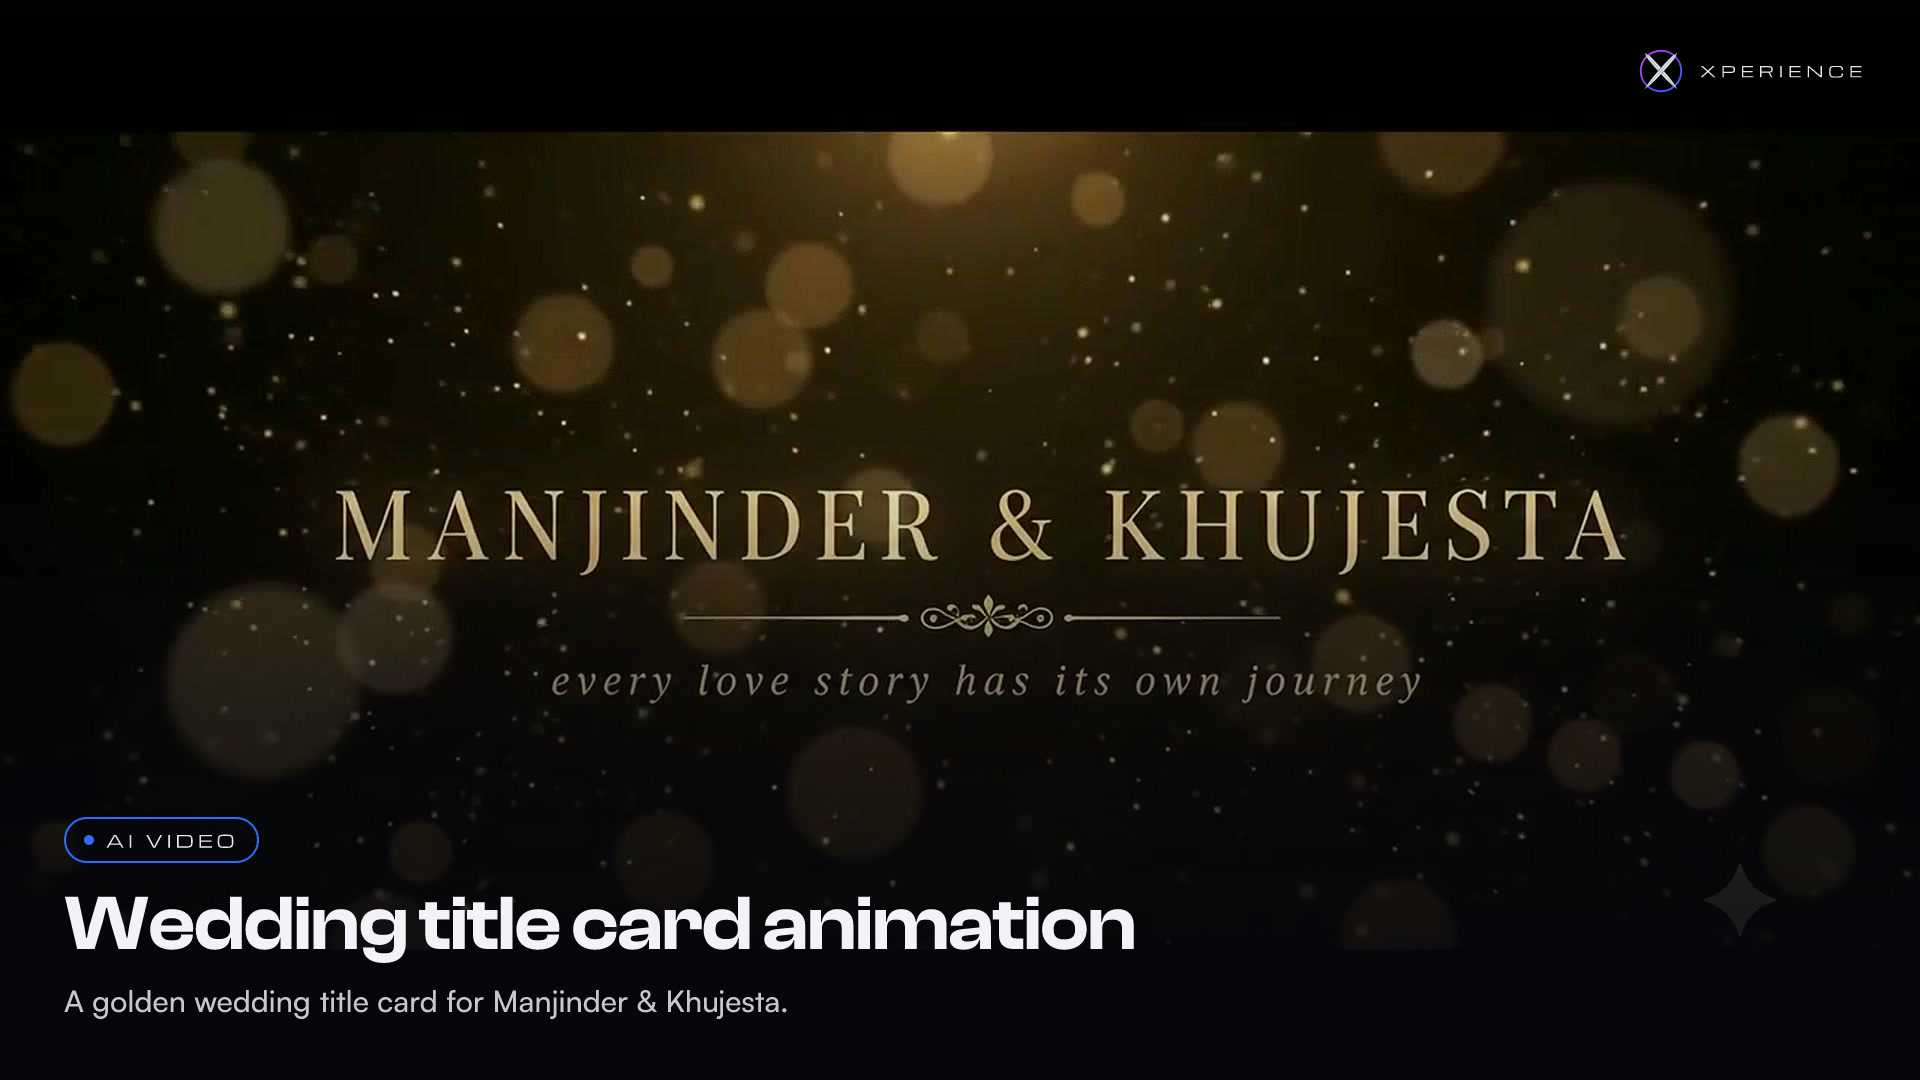 XPERIENCE
MANJINDER & KHUJESTA
every love story has its own journey
AI VIDEO
Wedding title card animation
A golden wedding title card for Manjinder & Khujesta.